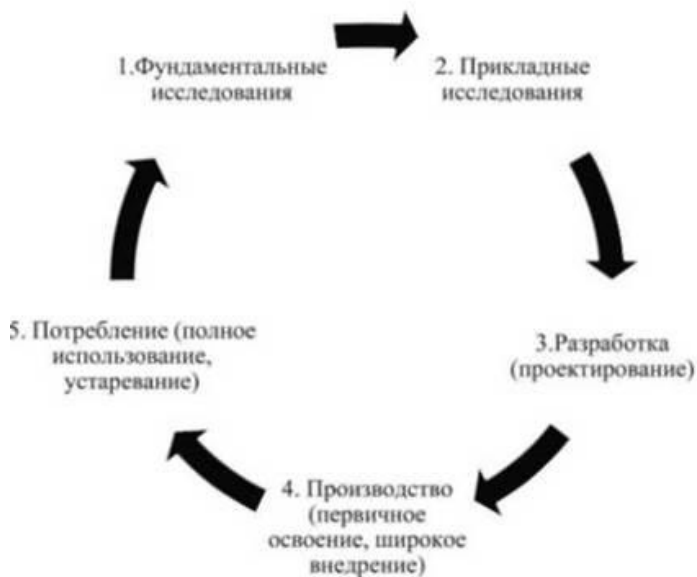 1.Фундаментальные
исследования
2. Прикладные
исследования
3.Разработка
(проектирование)
4. Производство
(первичное
освоение, широкое
внедрение)
5. Потребление (полное
использование,
устаревание)